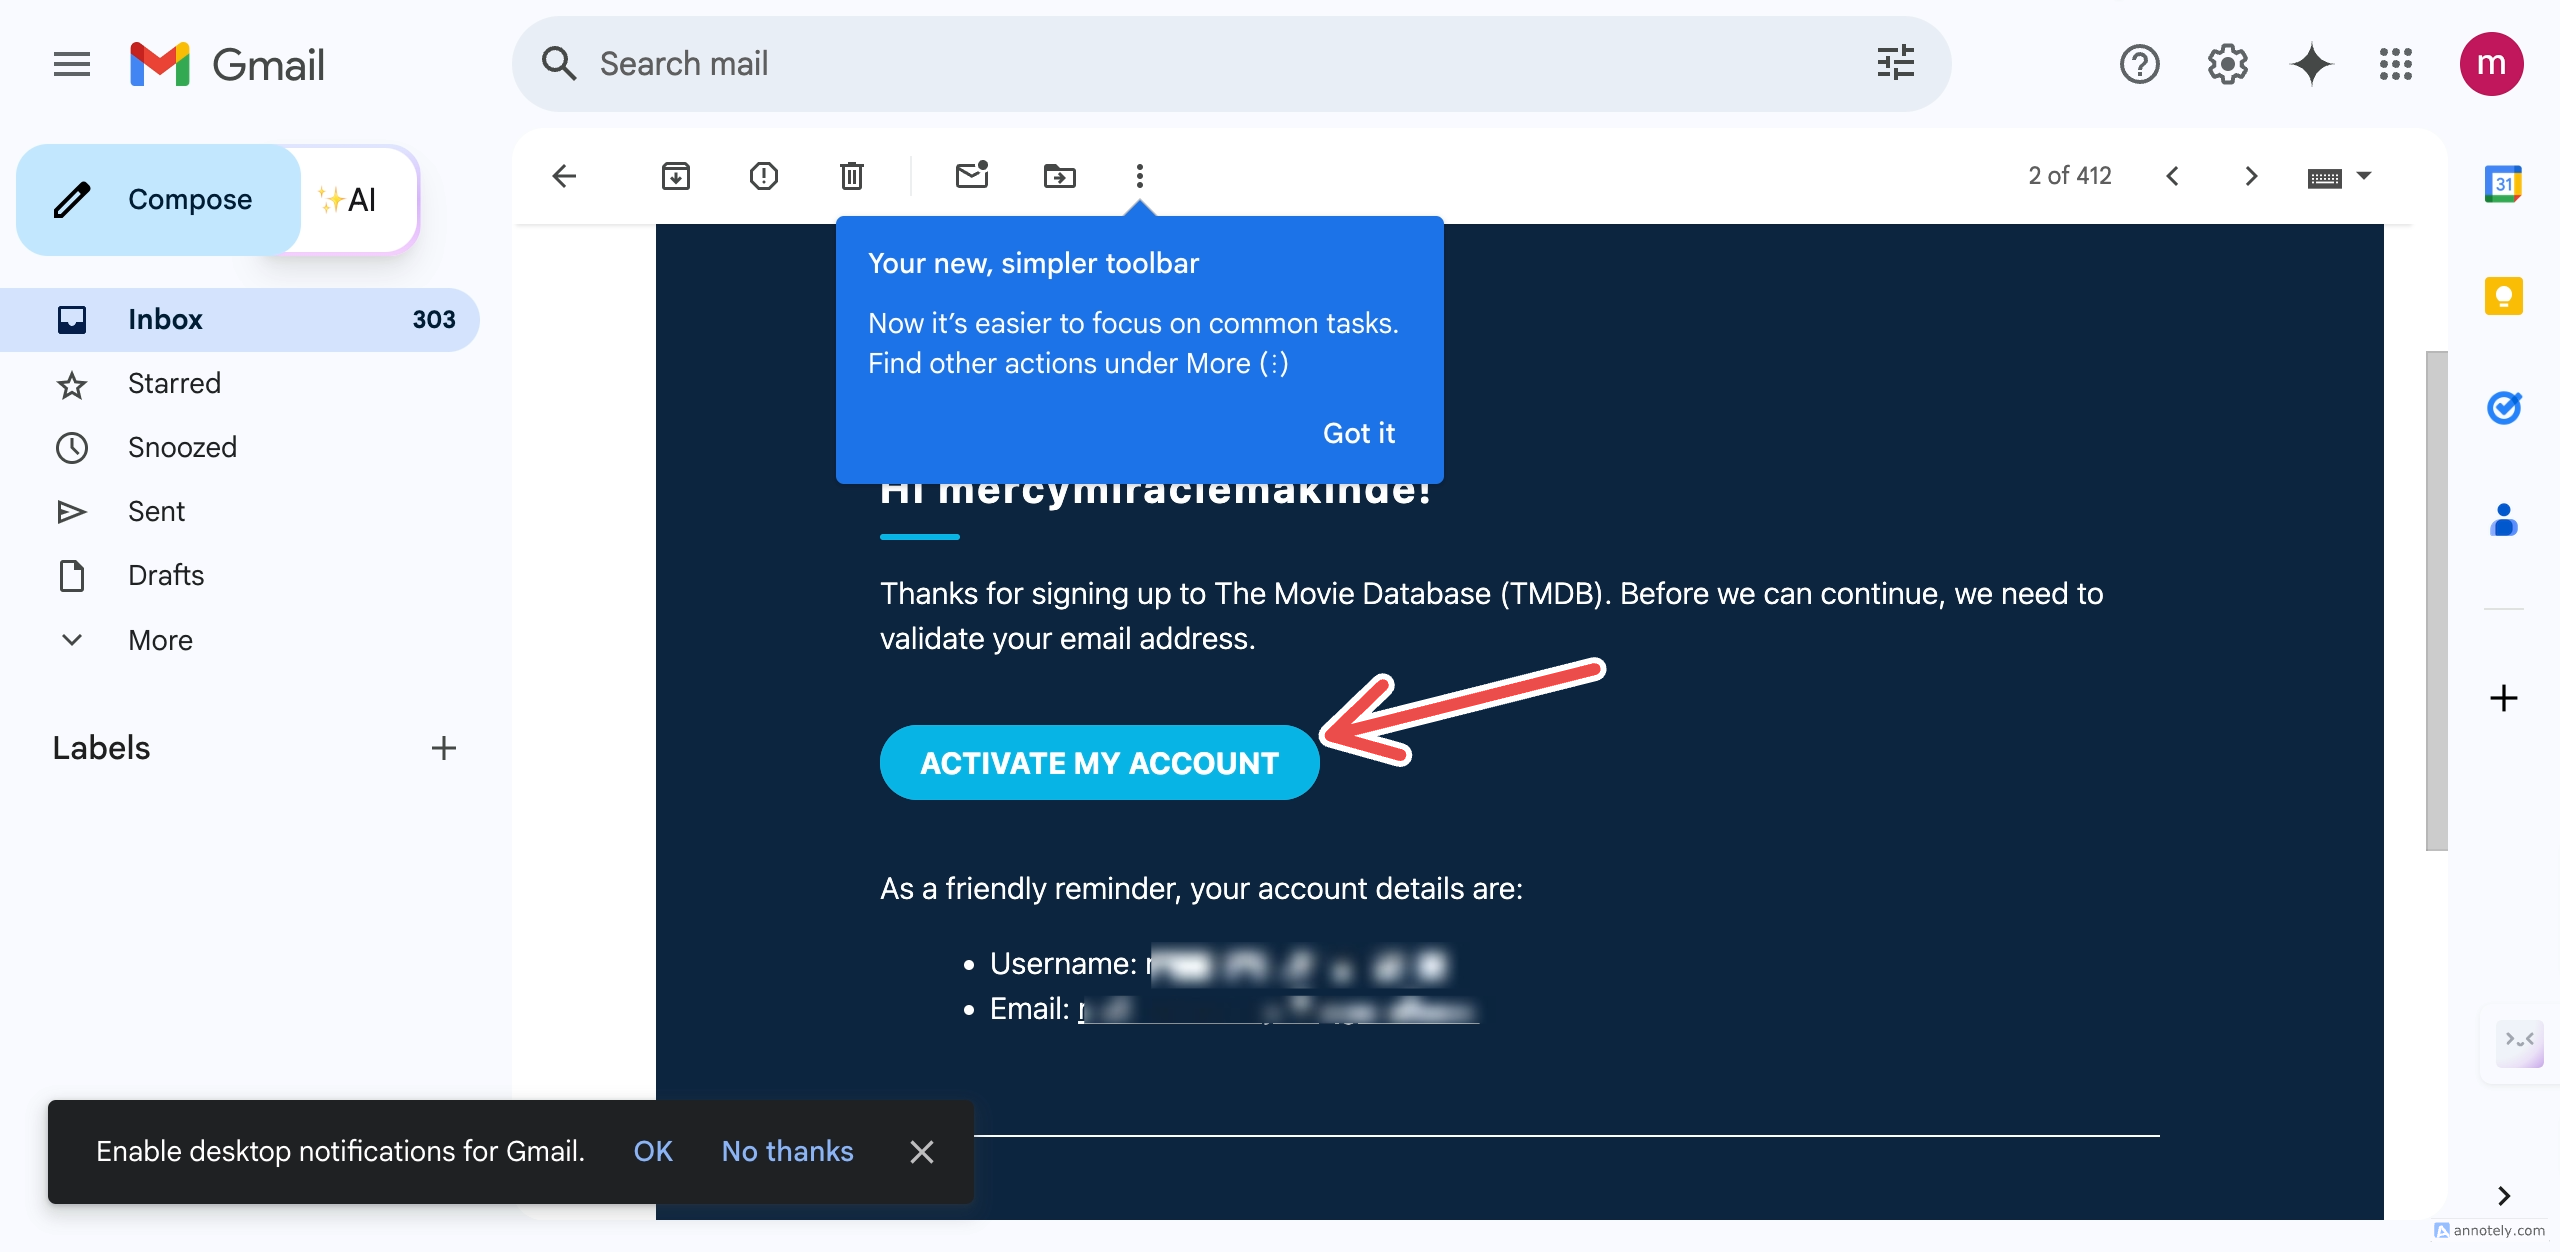 Gmail
Search mail
m
Compose
✨AI
2 of 412
31
Your new, simpler toolbar
Now it's easier to focus on common tasks.
Find other actions under More (⋮)
Got it
Inbox 303
Starred
Snoozed
Sent
Drafts
More
Labels
Hi mercymiraclemakinde!
Thanks for signing up to The Movie Database (TMDB). Before we can continue, we need to
validate your email address.
ACTIVATE MY ACCOUNT
As a friendly reminder, your account details are:
Username:
Email:
Enable desktop notifications for Gmail. OK No thanks
annotely.com